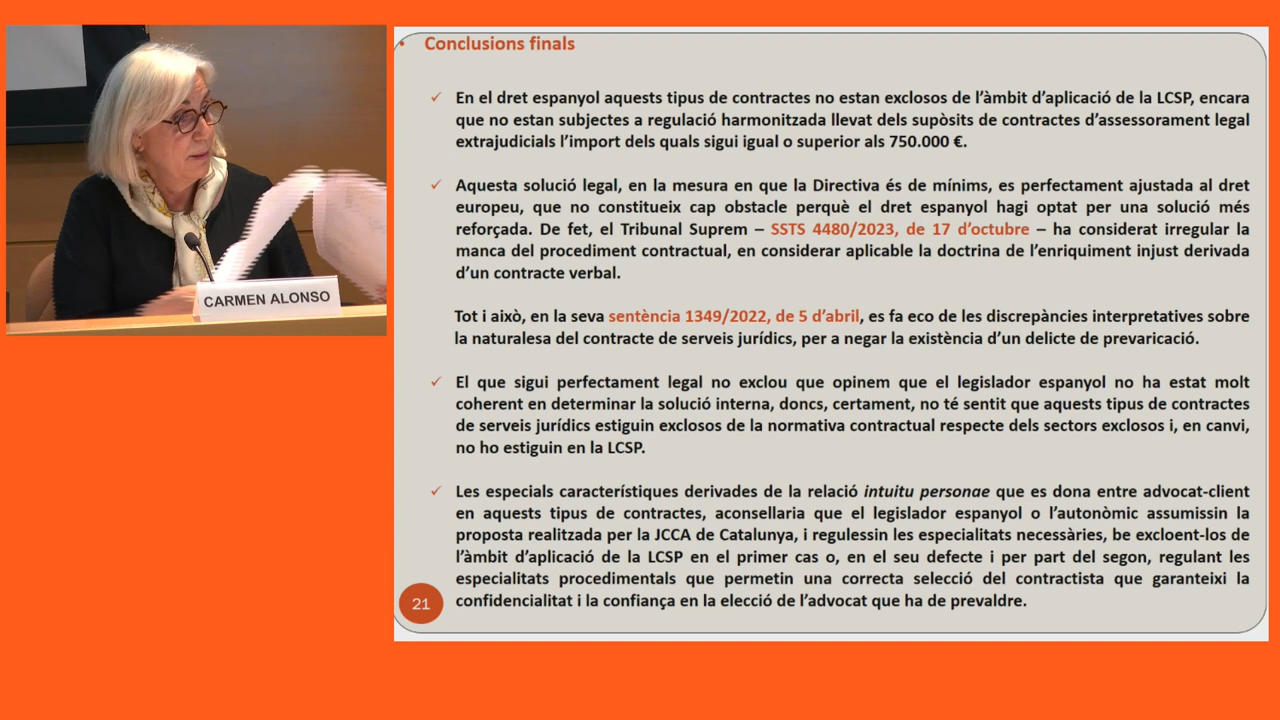 CARMEN ALONSO
Conclusions finals
En el dret espanyol aquests tipus de contractes no estan exclosos de l'àmbit d'aplicació de la LCSP, encara
que no estan subjectes a regulació harmonitzada llevat dels supòsits de contractes d'assessorament legal
extrajudicials l'import dels quals sigui igual o superior als 750.000 €.
Aquesta solució legal, en la mesura en que la Directiva és de mínims, es perfectament ajustada al dret
europeu, que no constitueix cap obstacle perquè el dret espanyol hagi optat per una solució més
reforçada. De fet, el Tribunal Suprem – SSTS 4480/2023, de 17 d'octubre – ha considerat irregular la
manca del procediment contractual, en considerar aplicable la doctrina de l'enriquiment injust derivada
d'un contracte verbal.
Tot i això, en la seva sentència 1349/2022, de 5 d'abril, es fa eco de les discrepàncies interpretatives sobre
la naturalesa del contracte de serveis jurídics, per a negar la existència d'un delicte de prevaricació.
El que sigui perfectament legal no exclou que opinem que el legislador espanyol no ha estat molt
coherent en determinar la solució interna, doncs, certament, no té sentit que aquests tipus de contractes
de serveis jurídics estiguin exclosos de la normativa contractual respecte dels sectors exclosos i, en canvi,
no ho estiguin en la LCSP.
Les especials característiques derivades de la relació intuitu personae que es dona entre advocat-client
en aquests tipus de contractes, aconsellaria que el legislador espanyol o l'autonòmic assumissin la
proposta realitzada per la JCCA de Catalunya, i regulessin les especialitats necessàries, be excloent-los de
l'àmbit d'aplicació de la LCSP en el primer cas o, en el seu defecte i per part del segon, regulant les
especialitats procedimentals que permetin una correcta selecció del contractista que garanteixi la
confidencialitat i la confiança en la elecció de l'advocat que ha de prevaldre.
21